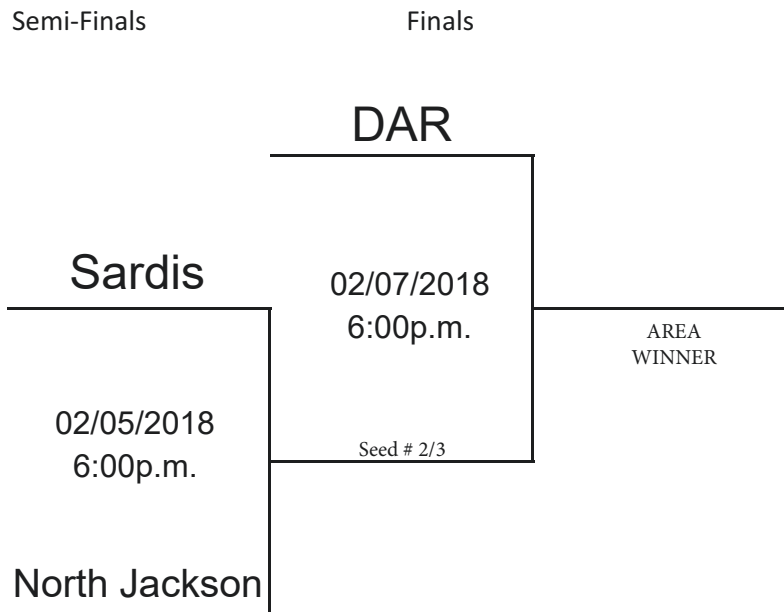 Semi-Finals
Finals
DAR
Sardis
02/07/2018
6:00p.m.
AREA
WINNER
02/05/2018
6:00p.m.
Seed # 2/3
North Jackson